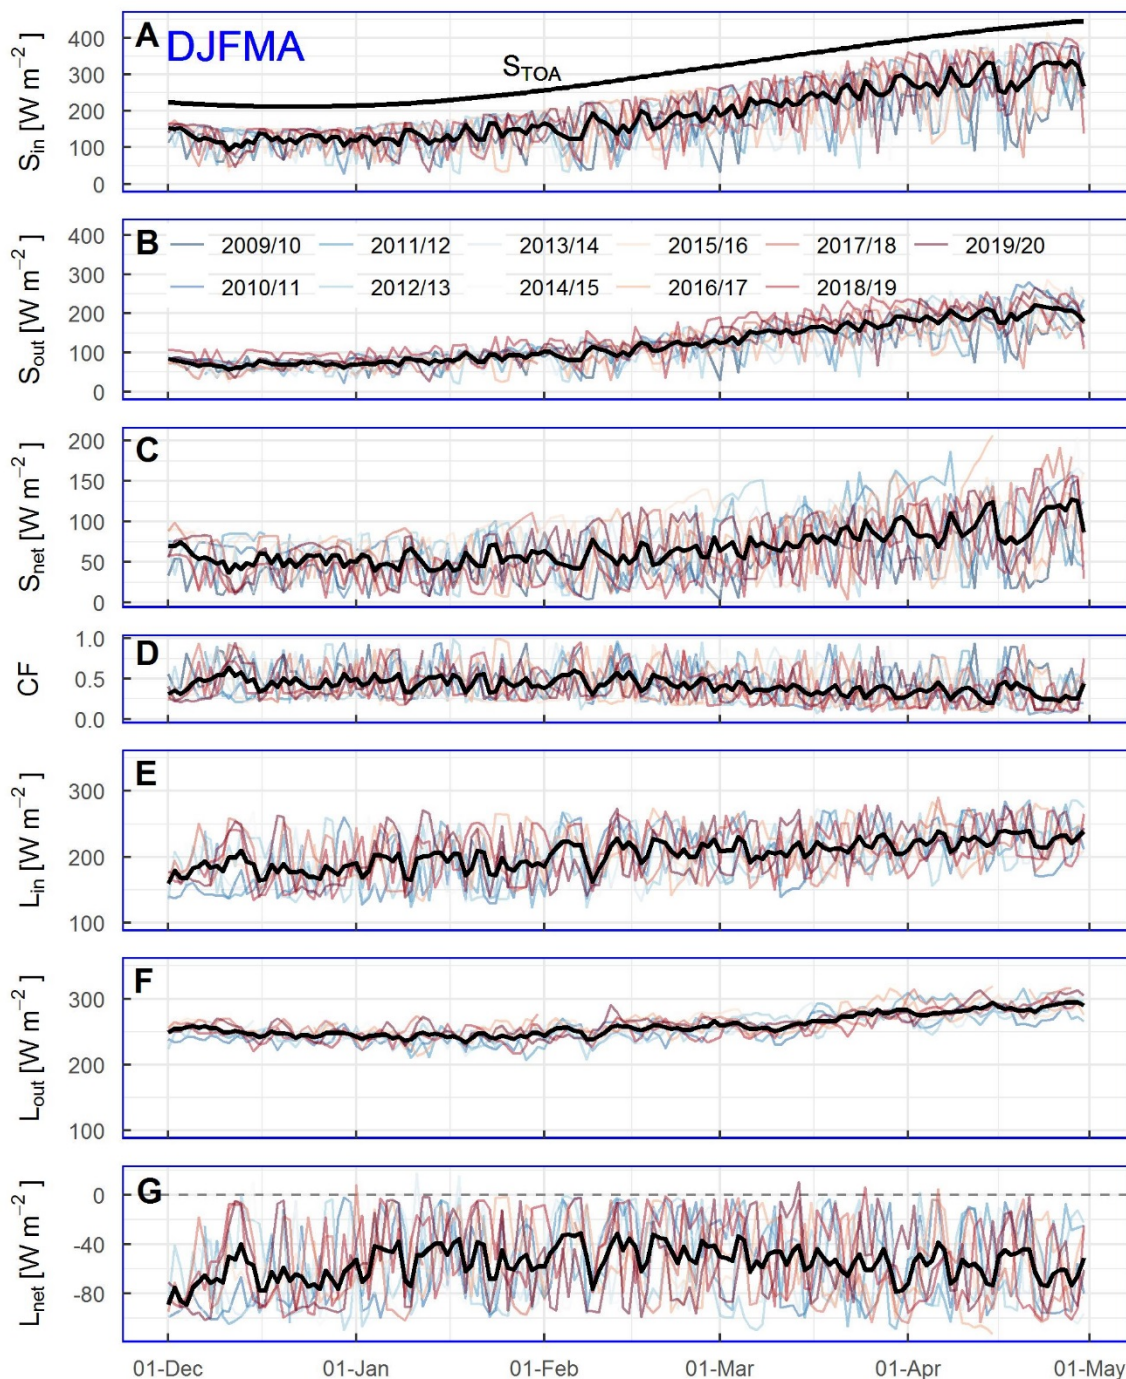 A DJFMA
S_TOA
S_in [W m⁻²]
400
300
200
100
0
B
2009/10 2011/12 2013/14 2015/16 2017/18 2019/20
2010/11 2012/13 2014/15 2016/17 2018/19
S_out [W m⁻²]
400
300
200
100
0
C
S_net [W m⁻²]
200
150
100
50
0
D
CF
1.0
0.5
0.0
E
L_in [W m⁻²]
300
200
100
F
L_out [W m⁻²]
300
200
100
G
L_net [W m⁻²]
0
-40
-80
01-Dec 01-Jan 01-Feb 01-Mar 01-Apr 01-May